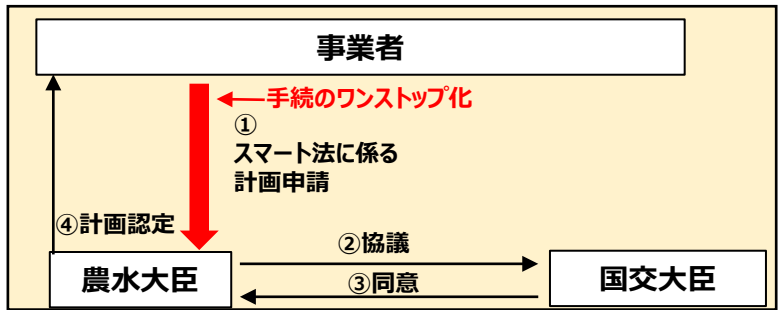 事業者
手続のワンストップ化
①
スマート法に係る
計画申請
④計画認定
②協議
農水大臣
国交大臣
③同意